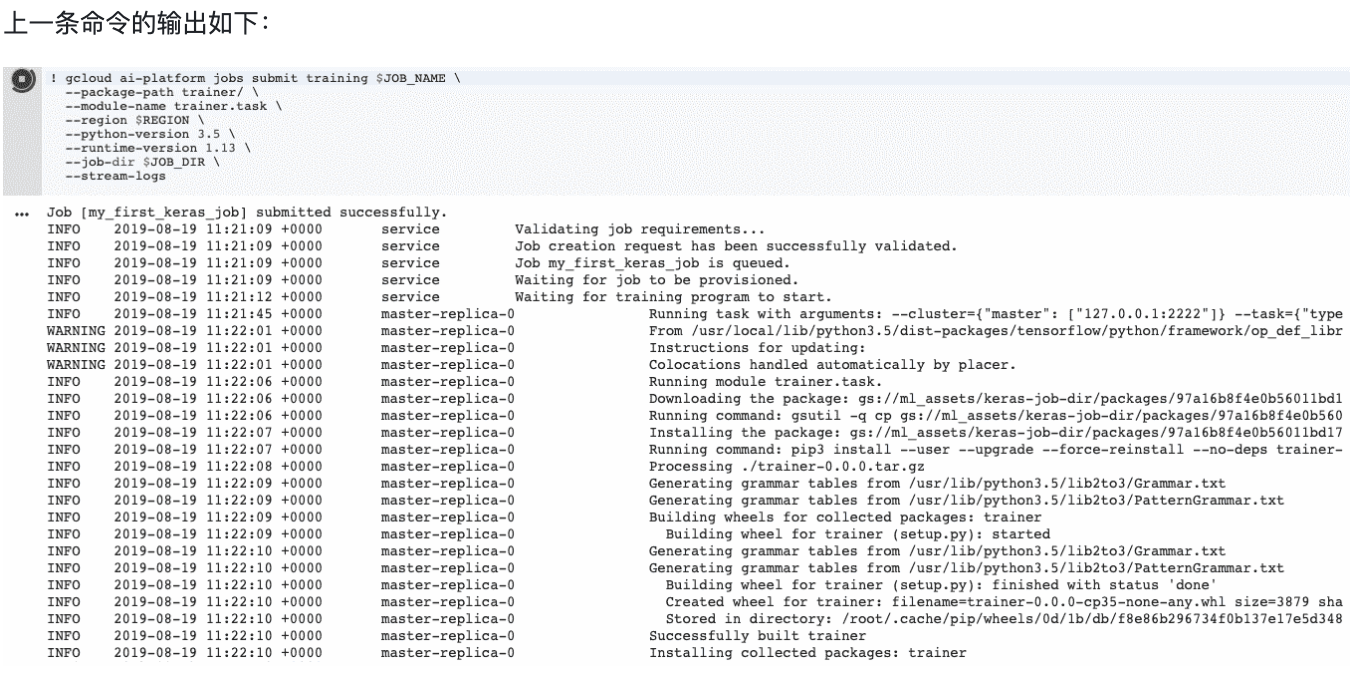 上一条命令的输出如下：
! gcloud ai-platform jobs submit training $JOB_NAME \
--package-path trainer/ \
--module-name trainer.task \
--region $REGION \
--python-version 3.5 \
--runtime-version 1.13 \
--job-dir $JOB_DIR \
--stream-logs
... Job [my_first_keras_job] submitted successfully.
INFO 2019-08-19 11:21:09 +0000 service Validating job requirements...
INFO 2019-08-19 11:21:09 +0000 service Job creation request has been successfully validated.
INFO 2019-08-19 11:21:09 +0000 service Job my_first_keras_job is queued.
INFO 2019-08-19 11:21:09 +0000 service Waiting for job to be provisioned.
INFO 2019-08-19 11:21:12 +0000 service Waiting for training program to start.
INFO 2019-08-19 11:21:45 +0000 master-replica-0 Running task with arguments: --cluster={"master": ["127.0.0.1:2222"]} --task={"type
WARNING 2019-08-19 11:22:01 +0000 master-replica-0 From /usr/local/lib/python3.5/dist-packages/tensorflow/python/framework/op_def_libr
WARNING 2019-08-19 11:22:01 +0000 master-replica-0 Instructions for updating:
WARNING 2019-08-19 11:22:01 +0000 master-replica-0 Colocations handled automatically by placer.
INFO 2019-08-19 11:22:06 +0000 master-replica-0 Running module trainer.task.
INFO 2019-08-19 11:22:06 +0000 master-replica-0 Downloading the package: gs://ml_assets/keras-job-dir/packages/97a16b8f4e0b56011bd1
INFO 2019-08-19 11:22:06 +0000 master-replica-0 Running command: gsutil -q cp gs://ml_assets/keras-job-dir/packages/97a16b8f4e0b560
INFO 2019-08-19 11:22:07 +0000 master-replica-0 Installing the package: gs://ml_assets/keras-job-dir/packages/97a16b8f4e0b56011bd17
INFO 2019-08-19 11:22:07 +0000 master-replica-0 Running command: pip3 install --user --upgrade --force-reinstall --no-deps trainer-
INFO 2019-08-19 11:22:08 +0000 master-replica-0 Processing ./trainer-0.0.0.tar.gz
INFO 2019-08-19 11:22:09 +0000 master-replica-0 Generating grammar tables from /usr/lib/python3.5/lib2to3/Grammar.txt
INFO 2019-08-19 11:22:09 +0000 master-replica-0 Generating grammar tables from /usr/lib/python3.5/lib2to3/PatternGrammar.txt
INFO 2019-08-19 11:22:09 +0000 master-replica-0 Building wheels for collected packages: trainer
INFO 2019-08-19 11:22:09 +0000 master-replica-0 Building wheel for trainer (setup.py): started
INFO 2019-08-19 11:22:10 +0000 master-replica-0 Generating grammar tables from /usr/lib/python3.5/lib2to3/Grammar.txt
INFO 2019-08-19 11:22:10 +0000 master-replica-0 Generating grammar tables from /usr/lib/python3.5/lib2to3/PatternGrammar.txt
INFO 2019-08-19 11:22:10 +0000 master-replica-0 Building wheel for trainer (setup.py): finished with status 'done'
INFO 2019-08-19 11:22:10 +0000 master-replica-0 Created wheel for trainer: filename=trainer-0.0.0-cp35-none-any.whl size=3879 sha
INFO 2019-08-19 11:22:10 +0000 master-replica-0 Stored in directory: /root/.cache/pip/wheels/0d/1b/db/f8e86b296734f0b137e17e5d348
INFO 2019-08-19 11:22:10 +0000 master-replica-0 Successfully built trainer
INFO 2019-08-19 11:22:10 +0000 master-replica-0 Installing collected packages: trainer